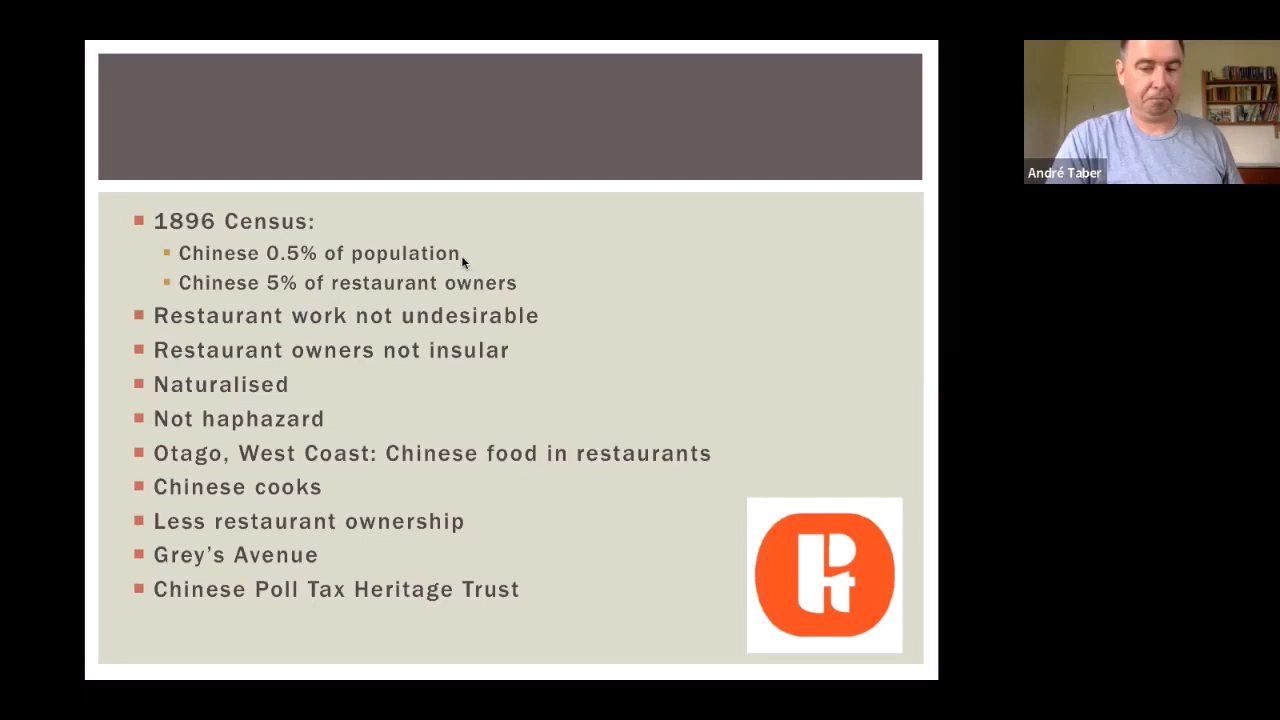 1896 Census:
Chinese 0.5% of population
Chinese 5% of restaurant owners
Restaurant work not undesirable
Restaurant owners not insular
Naturalised
Not haphazard
Otago, West Coast: Chinese food in restaurants
Chinese cooks
Less restaurant ownership
Grey’s Avenue
Chinese Poll Tax Heritage Trust
André Taber